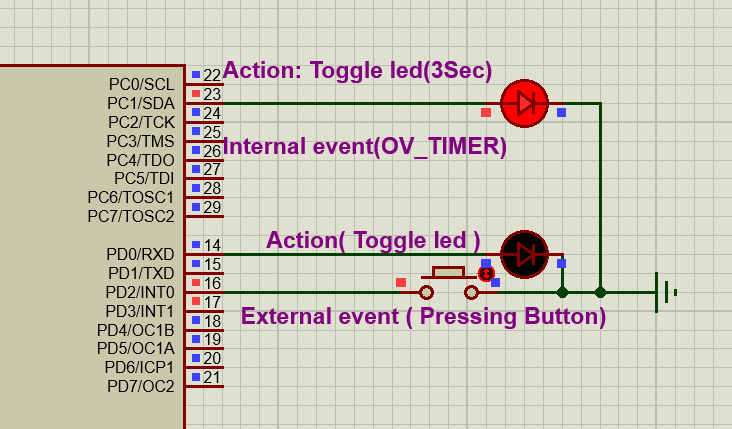 22 Action: Toggle led(3Sec)
PC0/SCL
23
PC1/SDA
24
PC2/TCK
25
PC3/TMS
26 Internal event(OV_TIMER)
PC4/TDO
27
PC5/TDI
28
PC6/TOSC1
29
PC7/TOSC2
14 Action( Toggle led )
PD0/RXD
15
PD1/TXD
16
PD2/INT0
17 External event ( Pressing Button)
PD3/INT1
18
PD4/OC1B
19
PD5/OC1A
20
PD6/ICP1
21
PD7/OC2